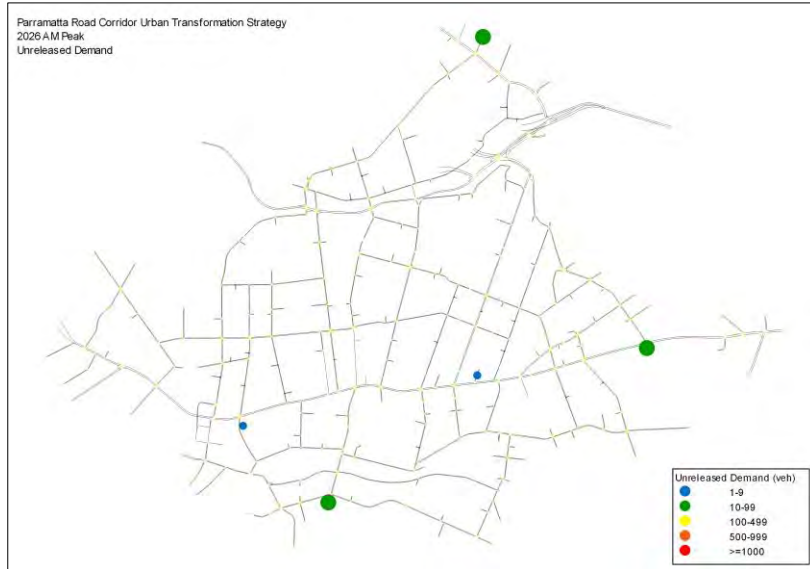 Parramatta Road Corridor Urban Transformation Strategy
2026 AM Peak
Unreleased Demand
Unreleased Demand (veh)
1-9
10-99
100-499
500-999
>=1000